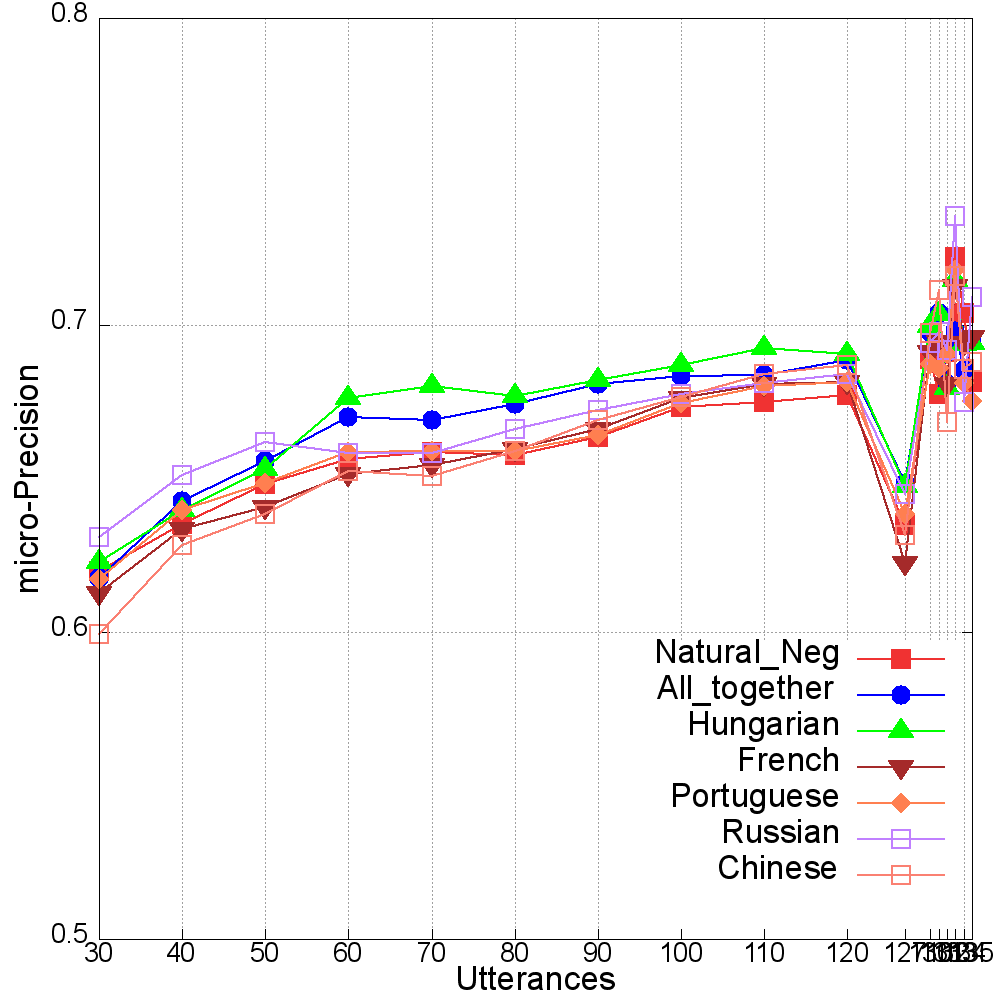 0.8
0.7
0.6
0.5
micro-Precision
Natural_Neg
All_together
Hungarian
French
Portuguese
Russian
Chinese
30 40 50 60 70 80 90 100 110 120 127
Utterances